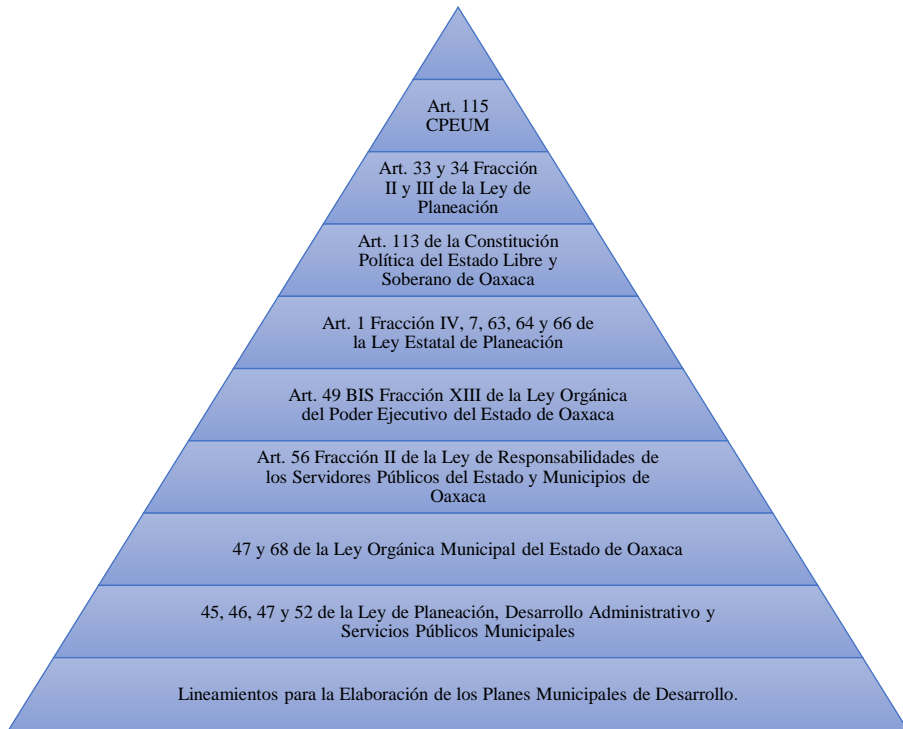 Art. 115
CPEUM
Art. 33 y 34 Fracción
II y III de la Ley de
Planeación
Art. 113 de la Constitución
Política del Estado Libre y
Soberano de Oaxaca
Art. 1 Fracción IV, 7, 63, 64 y 66 de
la Ley Estatal de Planeación
Art. 49 BIS Fracción XIII de la Ley Orgánica
del Poder Ejecutivo del Estado de Oaxaca
Art. 56 Fracción II de la Ley de Responsabilidades de
los Servidores Públicos del Estado y Municipios de
Oaxaca
47 y 68 de la Ley Orgánica Municipal del Estado de Oaxaca
45, 46, 47 y 52 de la Ley de Planeación, Desarrollo Administrativo y
Servicios Públicos Municipales
Lineamientos para la Elaboración de los Planes Municipales de Desarrollo.